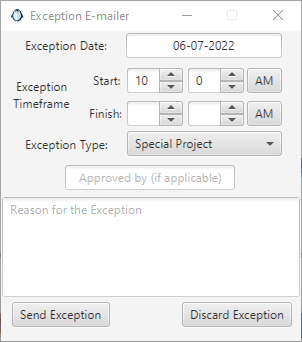 Exception E-mailer
Exception Date: 06-07-2022
Exception Timeframe
Start: 10 0 AM
Finish: AM
Exception Type: Special Project
Approved by (if applicable)
Reason for the Exception
Send Exception Discard Exception